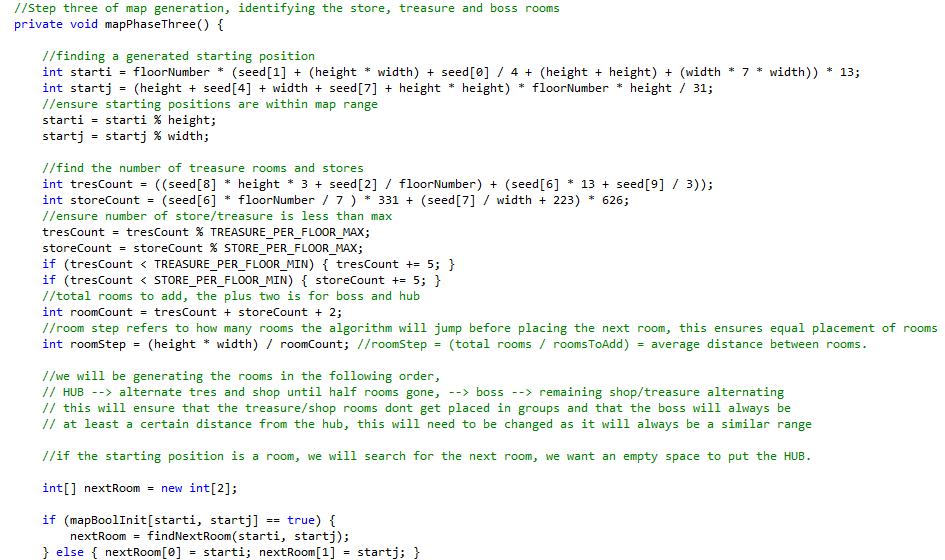 //Step three of map generation, identifying the store, treasure and boss rooms
private void mapPhaseThree() {
//finding a generated starting position
int starti = floorNumber * (seed[1] + (height * width) + seed[0] / 4 + (height + height) + (width * 7 * width)) * 13;
int startj = (height + seed[4] + width + seed[7] + height * height) * floorNumber * height / 31;
//ensure starting positions are within map range
starti = starti % height;
startj = startj % width;
//find the number of treasure rooms and stores
int tresCount = ((seed[8] * height * 3 + seed[2] / floorNumber) + (seed[6] * 13 + seed[9] / 3));
int storeCount = (seed[6] * floorNumber / 7 ) * 331 + (seed[7] / width + 223) * 626;
//ensure number of store/treasure is less than max
tresCount = tresCount % TREASURE_PER_FLOOR_MAX;
storeCount = storeCount % STORE_PER_FLOOR_MAX;
if (tresCount < TREASURE_PER_FLOOR_MIN) { tresCount += 5; }
if (tresCount < STORE_PER_FLOOR_MIN) { storeCount += 5; }
//total rooms to add, the plus two is for boss and hub
int roomCount = tresCount + storeCount + 2;
//room step refers to how many rooms the algorithm will jump before placing the next room, this ensures equal placement of rooms
int roomStep = (height * width) / roomCount; //roomStep = (total rooms / roomsToAdd) = average distance between rooms.
//we will be generating the rooms in the following order,
// HUB --> alternate tres and shop until half rooms gone, --> boss --> remaining shop/treasure alternating
// this will ensure that the treasure/shop rooms dont get placed in groups and that the boss will always be
// at least a certain distance from the hub, this will need to be changed as it will always be a similar range
//if the starting position is a room, we will search for the next room, we want an empty space to put the HUB.
int[] nextRoom = new int[2];
if (mapBoolInit[starti, startj] == true) {
nextRoom = findNextRoom(starti, startj);
} else { nextRoom[0] = starti; nextRoom[1] = startj; }